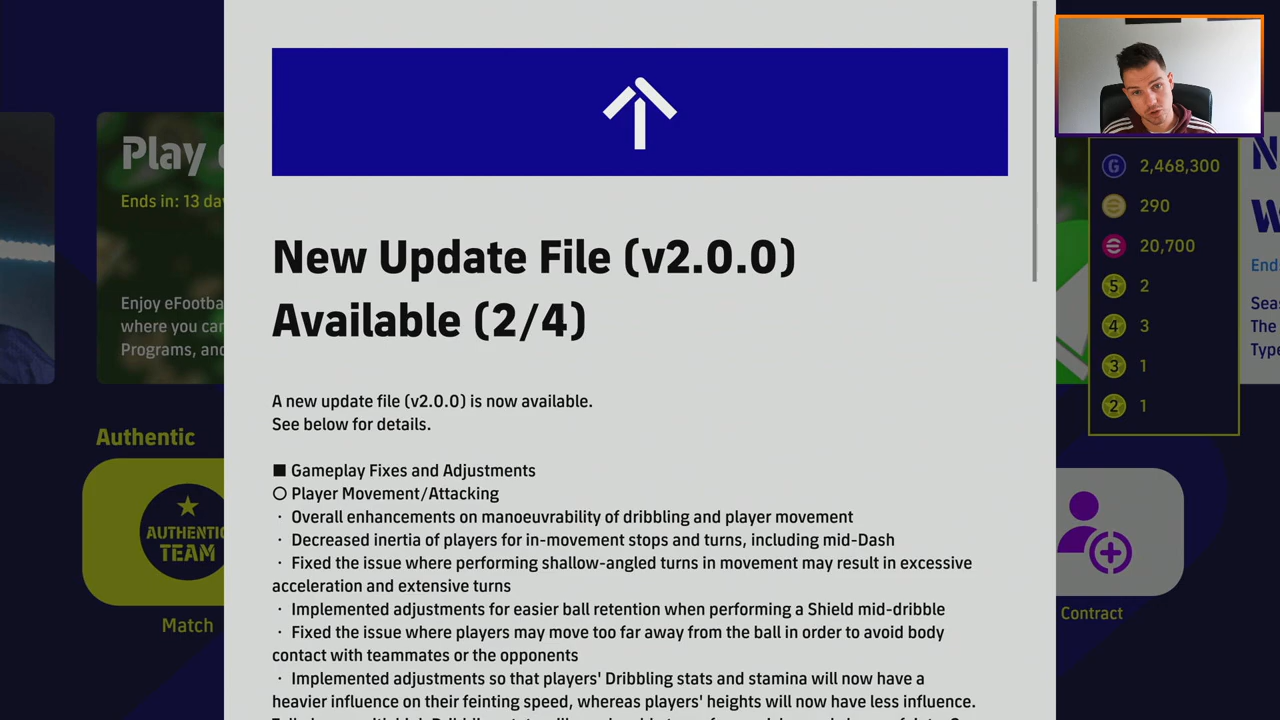 New Update File (v2.0.0)
Available (2/4)
A new update file (v2.0.0) is now available.
See below for details.
■ Gameplay Fixes and Adjustments
○ Player Movement/Attacking
・ Overall enhancements on manoeuvrability of dribbling and player movement
・ Decreased inertia of players for in-movement stops and turns, including mid-Dash
・ Fixed the issue where performing shallow-angled turns in movement may result in excessive
acceleration and extensive turns
・ Implemented adjustments for easier ball retention when performing a Shield mid-dribble
・ Fixed the issue where players may move too far away from the ball in order to avoid body
contact with teammates or the opponents
・ Implemented adjustments so that players' Dribbling stats and stamina will now have a
heavier influence on their feinting speed, whereas players' heights will now have less influence.
Play
Ends in: 13 da
Enjoy eFootba
where you car
Programs, and
Authentic
AUTHENTIC
TEAM
Match
G 2,468,300
290
20,700
5 2
4 3
3 1
2 1
N
W
End
Seas
The
Type
Contract